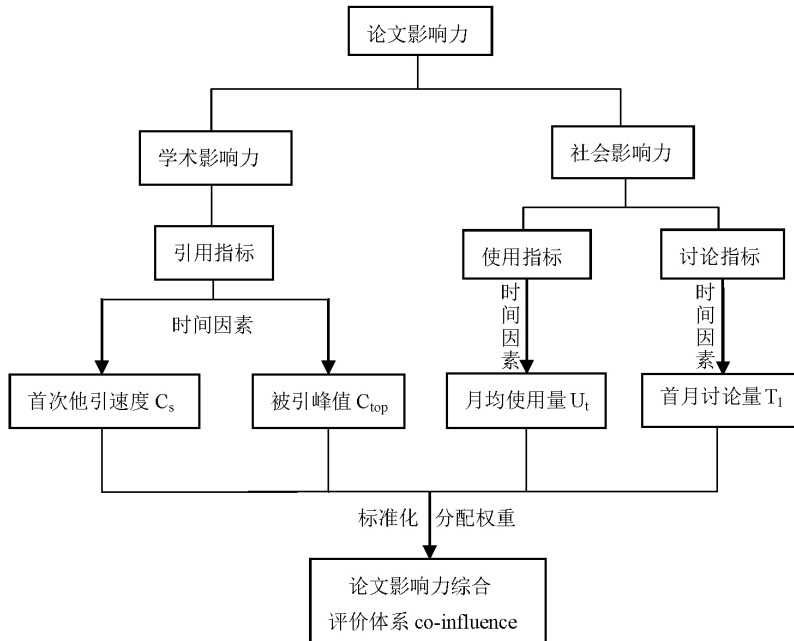 论文影响力
学术影响力
社会影响力
引用指标
使用指标
讨论指标
时间因素
时间因素
时间因素
首次他引速度 Cs
被引峰值 Ctop
月均使用量 Ut
首月讨论量 T1
标准化
分配权重
论文影响力综合
评价体系 co-influence